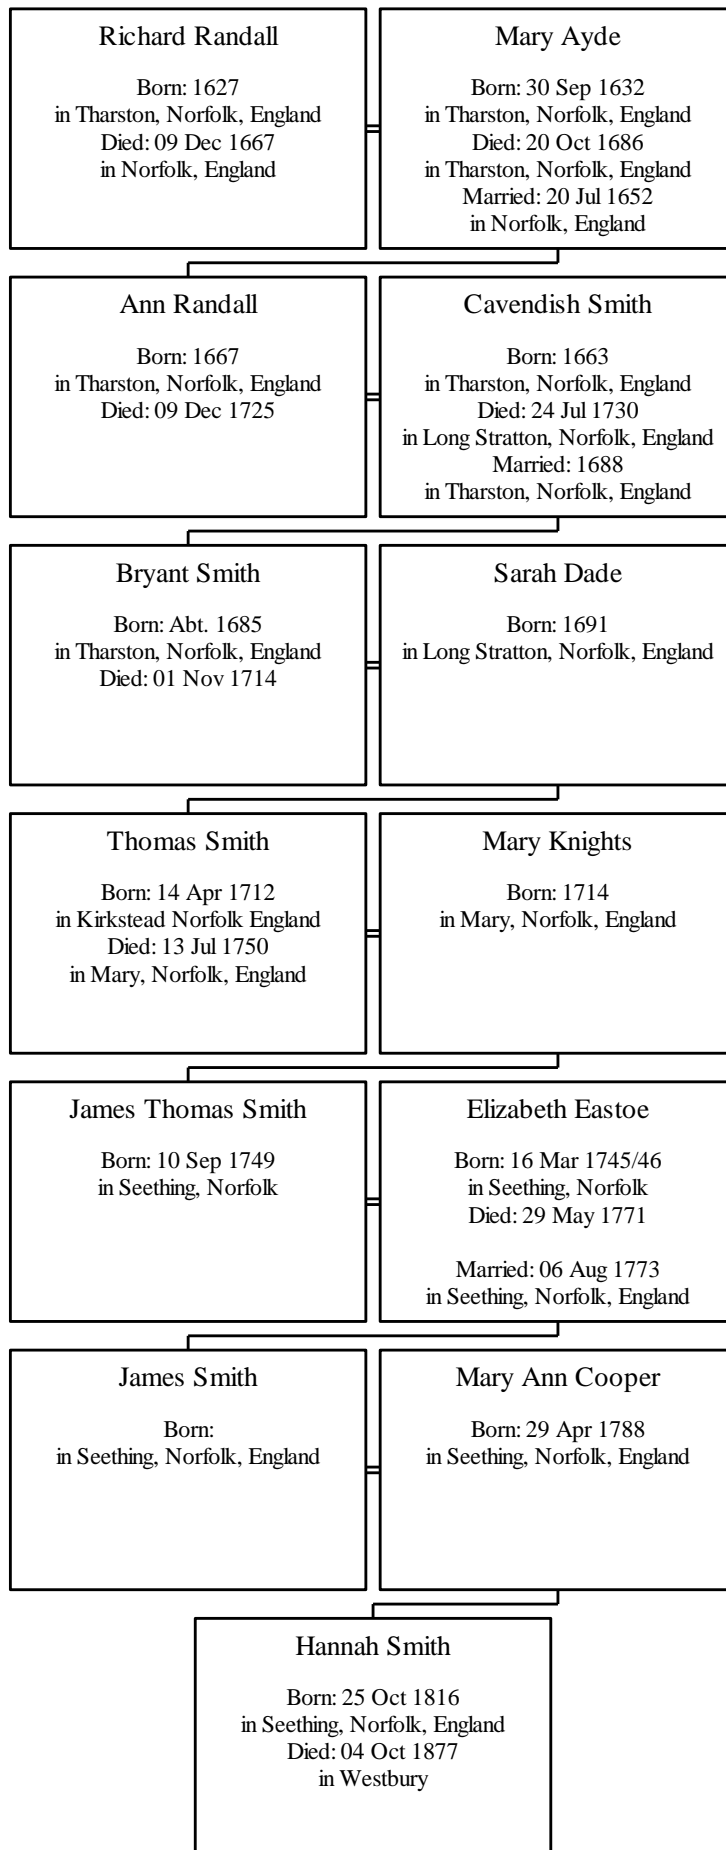 Richard Randall
Born: 1627
in Tharston, Norfolk, England
Died: 09 Dec 1667
in Norfolk, England
Mary Ayde
Born: 30 Sep 1632
in Tharston, Norfolk, England
Died: 20 Oct 1686
in Tharston, Norfolk, England
Married: 20 Jul 1652
in Norfolk, England
Ann Randall
Born: 1667
in Tharston, Norfolk, England
Died: 09 Dec 1725
Cavendish Smith
Born: 1663
in Tharston, Norfolk, England
Died: 24 Jul 1730
in Long Stratton, Norfolk, England
Married: 1688
in Tharston, Norfolk, England
Bryant Smith
Born: Abt. 1685
in Tharston, Norfolk, England
Died: 01 Nov 1714
Sarah Dade
Born: 1691
in Long Stratton, Norfolk, England
Thomas Smith
Born: 14 Apr 1712
in Kirkstead Norfolk England
Died: 13 Jul 1750
in Mary, Norfolk, England
Mary Knights
Born: 1714
in Mary, Norfolk, England
James Thomas Smith
Born: 10 Sep 1749
in Seething, Norfolk
Elizabeth Eastoe
Born: 16 Mar 1745/46
in Seething, Norfolk
Died: 29 May 1771
Married: 06 Aug 1773
in Seething, Norfolk, England
James Smith
Born:
in Seething, Norfolk, England
Mary Ann Cooper
Born: 29 Apr 1788
in Seething, Norfolk, England
Hannah Smith
Born: 25 Oct 1816
in Seething, Norfolk, England
Died: 04 Oct 1877
in Westbury